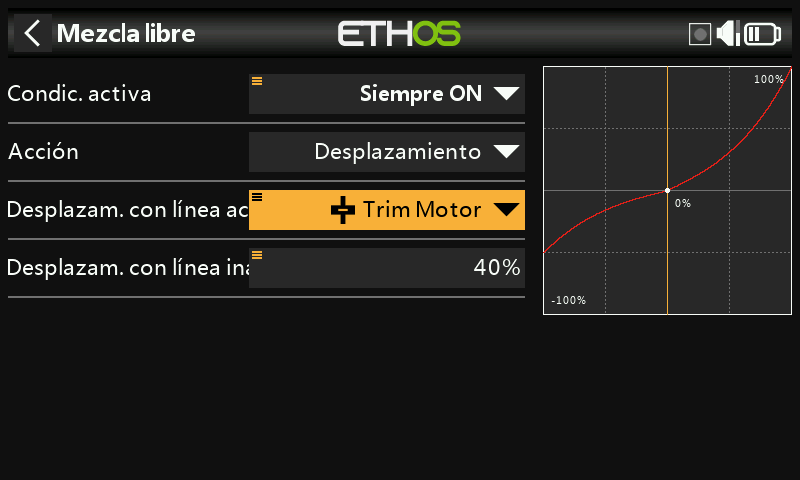 Mezcla libre
ETHOS
Condic. activa
Siempre ON
Acción
Desplazamiento
Desplazam. con línea ac
Trim Motor
Desplazam. con línea ina
40%
100%
0%
-100%